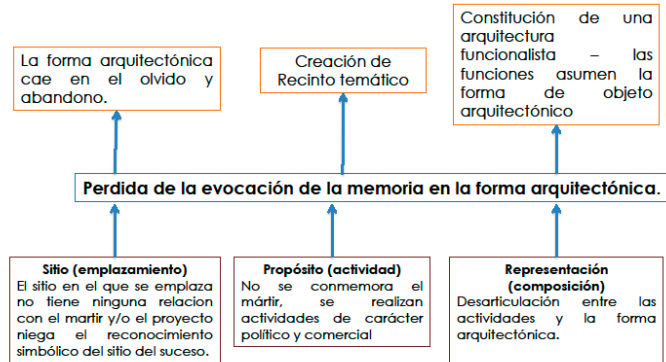 La forma arquitectónica
cae en el olvido y
abandono.
Creación de
Recinto temático
Constitución de una
arquitectura
funcionalista – las
funciones asumen la
forma de objeto
arquitectónico
Perdida de la evocación de la memoria en la forma arquitectónica.
Sitio (emplazamiento)
El sitio en el que se emplaza
no tiene ninguna relacion
con el martir y/o el proyecto
niega el reconocimiento
simbólico del sitio del suceso.
Propósito (actividad)
No se conmemora el
mártir, se realizan
actividades de carácter
político y comercial
Representación
(composición)
Desarticulación entre las
actividades y la forma
arquitectónica.